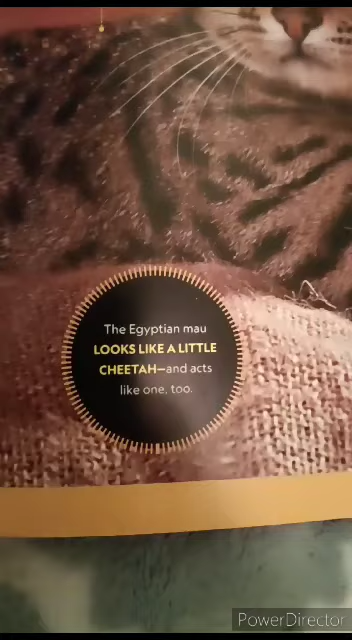 The Egyptian mau
LOOKS LIKE A LITTLE
CHEETAH—and acts
like one, too.
PowerDirector